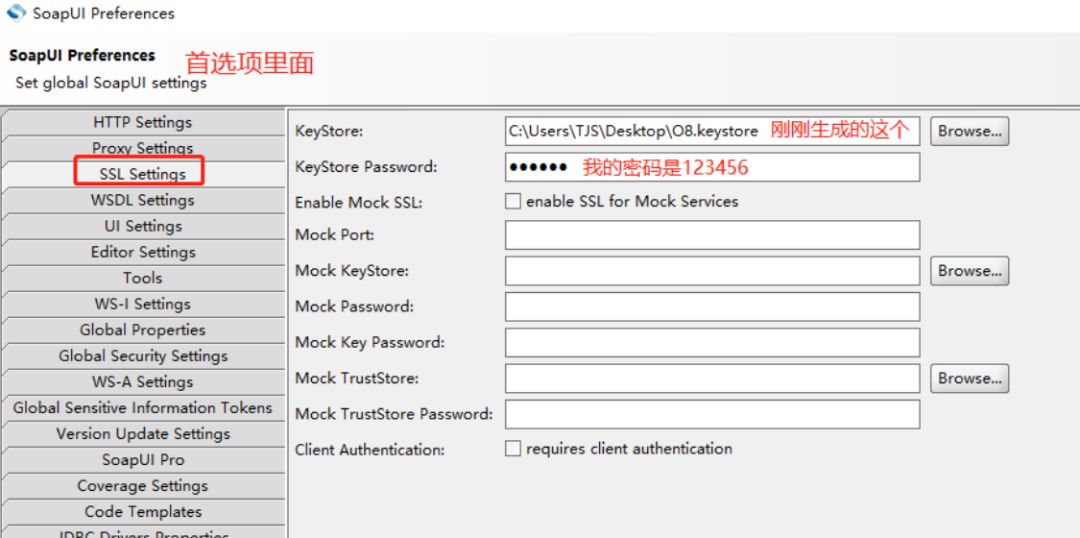 SoapUI Preferences
SoapUI Preferences
首选项里面
Set global SoapUI settings
HTTP Settings
Proxy Settings
SSL Settings
WSDL Settings
UI Settings
Editor Settings
Tools
WS-I Settings
Global Properties
Global Security Settings
WS-A Settings
Global Sensitive Information Tokens
Version Update Settings
SoapUI Pro
Coverage Settings
Code Templates
JDBC Drivers Properties
KeyStore: C:\Users\TJS\Desktop\O8.keystore 刚刚生成的这个 Browse...
KeyStore Password: •••••• 我的密码是123456
Enable Mock SSL: enable SSL for Mock Services
Mock Port:
Mock KeyStore: Browse...
Mock Password:
Mock Key Password:
Mock TrustStore: Browse...
Mock TrustStore Password:
Client Authentication: requires client authentication